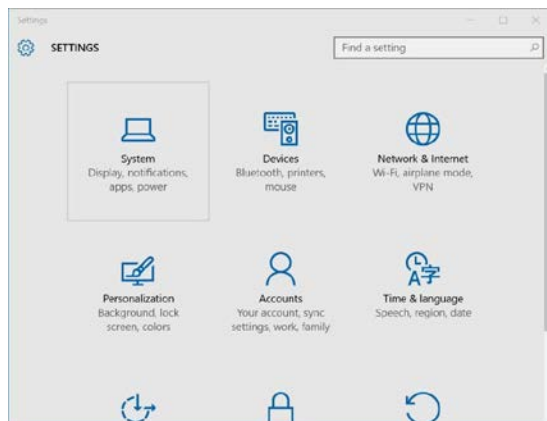 Settings
SETTINGS
Find a setting
System
Display, notifications,
apps, power
Devices
Bluetooth, printers,
mouse
Network & Internet
Wi-Fi, airplane mode,
VPN
Personalization
Background, lock
screen, colors
Accounts
Your account, sync
settings, work, family
Time & language
Speech, region, date